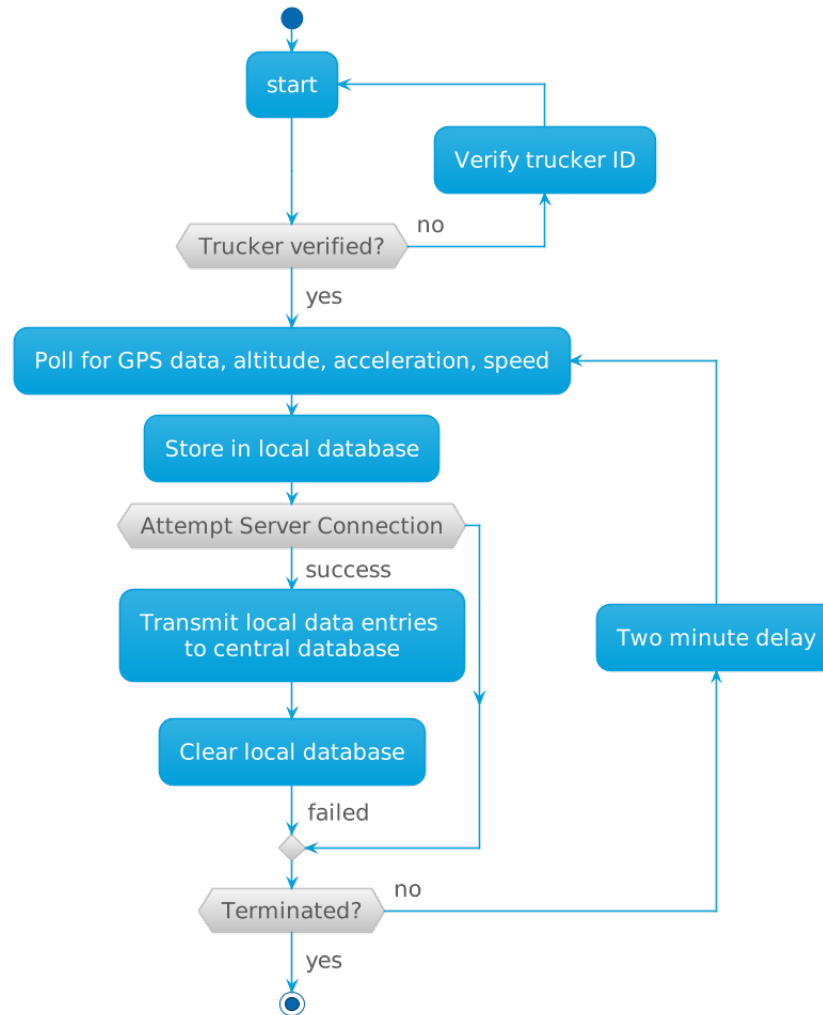 start
Verify trucker ID
Trucker verified?
no
yes
Poll for GPS data, altitude, acceleration, speed
Store in local database
Attempt Server Connection
success
Transmit local data entries
to central database
Two minute delay
Clear local database
failed
Terminated?
no
yes